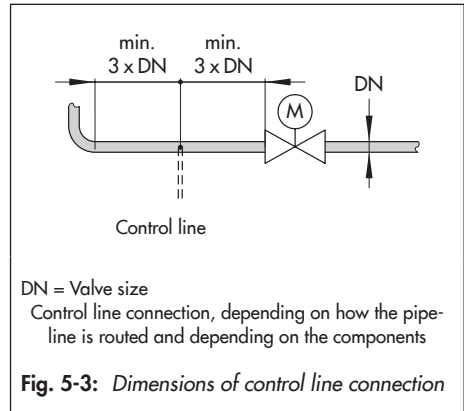 min. min.
3 x DN 3 x DN
DN
M
Control line
DN = Valve size
Control line connection, depending on how the pipe-
line is routed and depending on the components
Fig. 5-3: Dimensions of control line connection